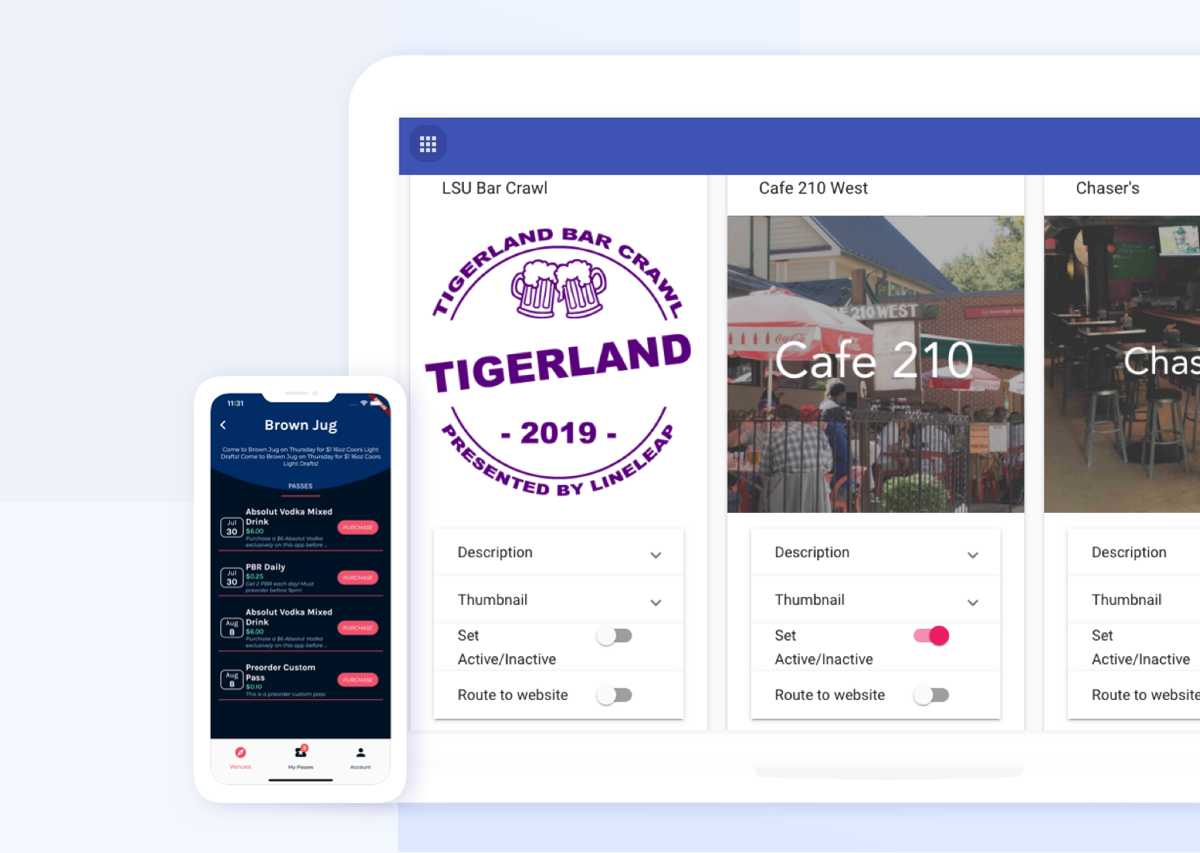 LSU Bar Crawl
TIGERLAND BAR CRAWL
TIGERLAND
- 2019 -
PRESENTED BY LINELEAP
Description
Thumbnail
Set
Active/Inactive
Route to website
Cafe 210 West
210 WEST
Cafe 210
Description
Thumbnail
Set
Active/Inactive
Route to website
Chaser's
Chas
Description
Thumbnail
Set
Active/Inactive
Route to website
11:31
Brown Jug
Come to Brown Jug on Thursday for $1 16oz Coors Light
Drafts! Come to Brown Jug on Thursday for $1 16oz Coors
Light Drafts!
PASSES
Jul
30
Absolut Vodka Mixed
Drink
$6.00
Purchase a $6 Absolut Vodka
exclusively on this app before ...
PURCHASE
Jul
30
PBR Daily
$0.25
Get 2 PBR each day! Must
preorder before 9pm!
PURCHASE
Aug
8
Absolut Vodka Mixed
Drink
$6.00
Purchase a $6 Absolut Vodka
exclusively on this app before ...
PURCHASE
Aug
8
Preorder Custom
Pass
$0.10
This is a preorder custom pass
PURCHASE
Venues
My Passes
Account